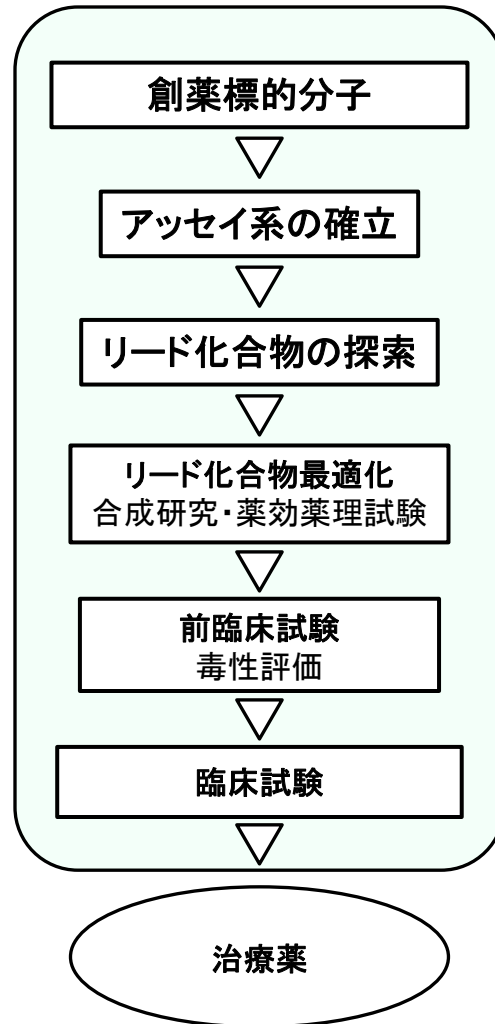 創薬標的分子
アッセイ系の確立
リード化合物の探索
リード化合物最適化
合成研究・薬効薬理試験
前臨床試験
毒性評価
臨床試験
治療薬